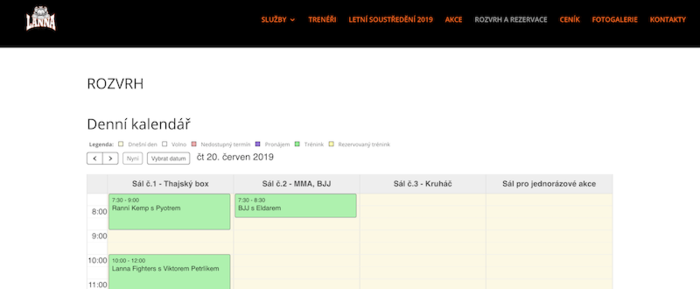 LANNA
SLUŽBY TRENÉŘI LETNÍ SOUSTŘEDĚNÍ 2019 AKCE ROZVRH A REZERVACE CENÍK FOTOGALERIE KONTAKTY
ROZVRH
Denní kalendář
Legenda: Dnešní den Volno Nedostupný termín Pronájem Trénink Rezervovaný trénink
< > Nyní Vybrat datum čt 20. červen 2019
Sál č.1 - Thajský box Sál č.2 - MMA, BJJ Sál č.3 - Kruháč Sál pro jednorázové akce
7:30 - 9:00 7:30 - 8:30
8:00 Ranní Kemp s Pyotrem BJJ s Eldarem
9:00
10:00 10:00 - 12:00
Lanna Fighters s Viktorem Petrlíkem
11:00